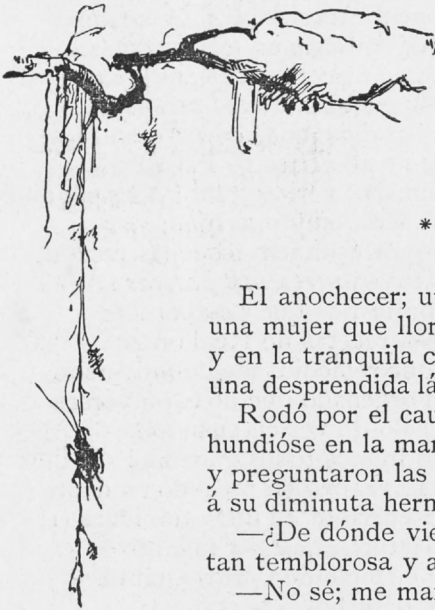 *
El anochecer;
una mujer que
y en la tranquila
una desprendida
Rodó por el
hundióse en la
y preguntaron las
á su diminuta
—¿De dónde
tan temblorosa y
—No sé; me